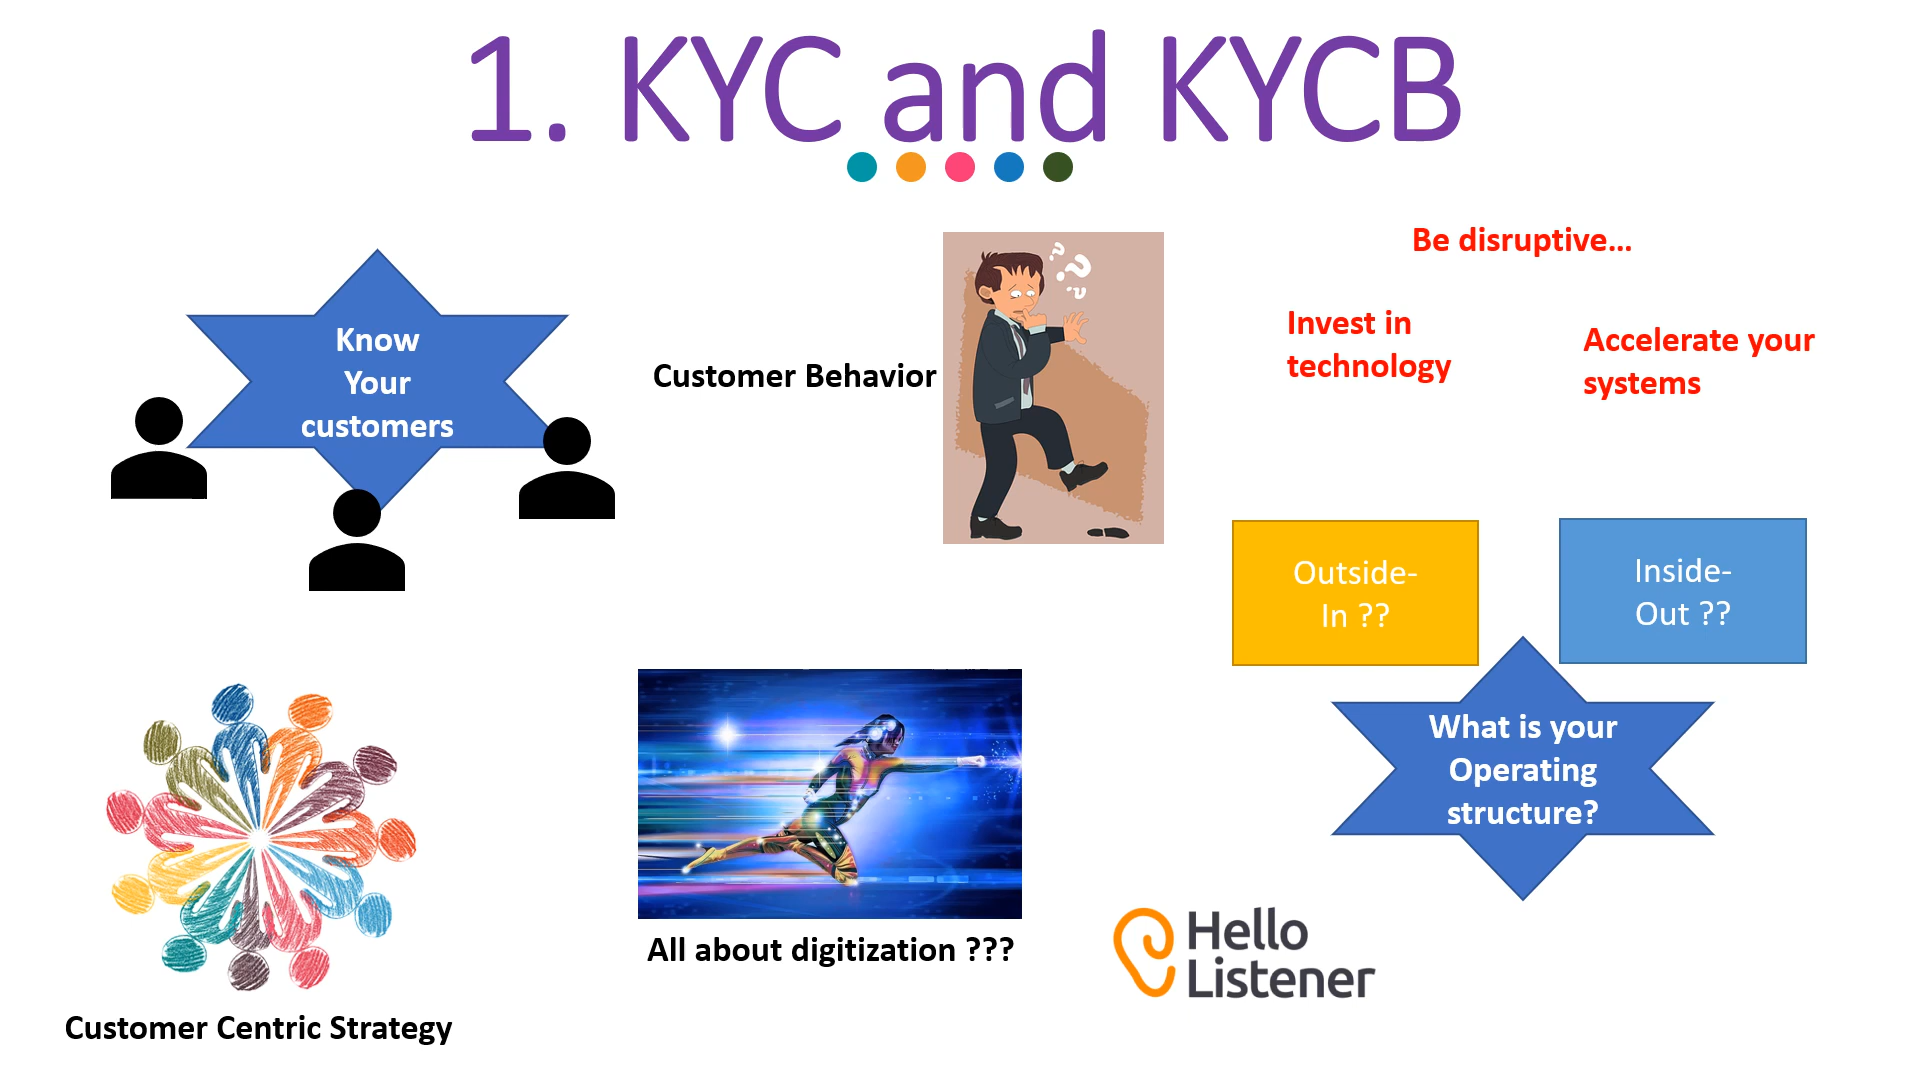 1. KYC and KYCB
Know
Your
customers
Customer Behavior
Be disruptive...
Invest in
technology
Accelerate your
systems
Outside-
In ??
Inside-
Out ??
What is your
Operating
structure?
All about digitization ???
Hello
Listener
Customer Centric Strategy